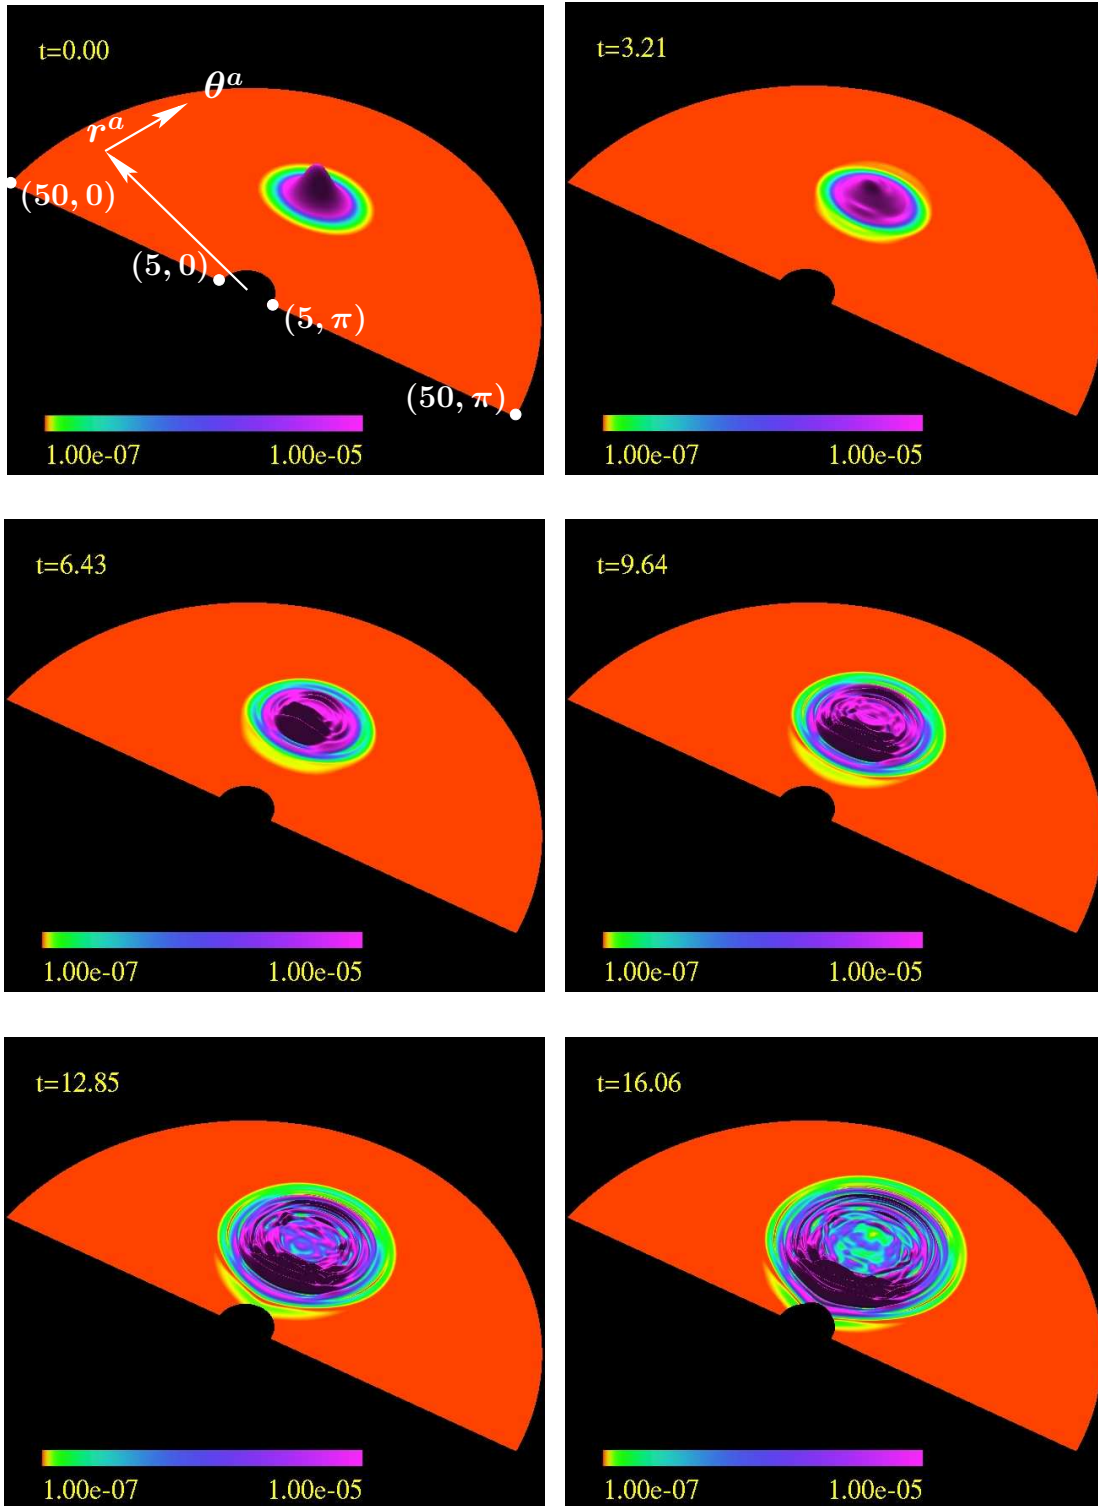 t=0.00
θ^a
r^a
(50, 0)
(5, 0)
(5, π)
(50, π)
1.00e-07 1.00e-05
t=3.21
1.00e-07 1.00e-05
t=6.43
1.00e-07 1.00e-05
t=9.64
1.00e-07 1.00e-05
t=12.85
1.00e-07 1.00e-05
t=16.06
1.00e-07 1.00e-05